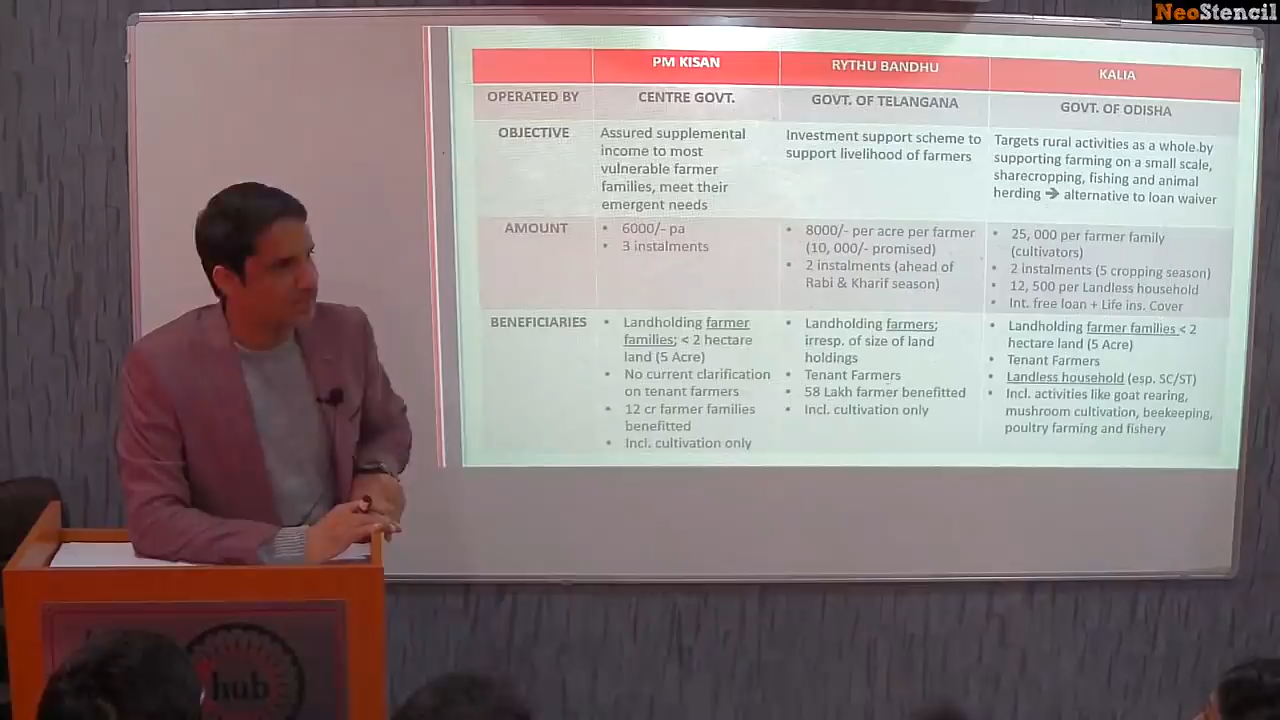 NeoStencil
PM KISAN
RYTHU BANDHU
KALIA
OPERATED BY
CENTRE GOVT.
GOVT. OF TELANGANA
GOVT. OF ODISHA
OBJECTIVE
Assured supplemental
income to most
vulnerable farmer
families, meet their
emergent needs
Investment support scheme to
support livelihood of farmers
Targets rural activities as a whole by
supporting farming on a small scale,
sharecropping, fishing and animal
herding ➔ alternative to loan waiver
AMOUNT
• 6000/- pa
• 3 instalments
• 8000/- per acre per farmer
(10, 000/- promised)
• 2 instalments (ahead of
Rabi & Kharif season)
• 25, 000 per farmer family
(cultivators)
• 2 instalments (5 cropping season)
• 12, 500 per Landless household
• Int. free loan + Life ins. Cover
BENEFICIARIES
• Landholding farmer
families; < 2 hectare
land (5 Acre)
• No current clarification
on tenant farmers
• 12 cr farmer families
benefitted
• Incl. cultivation only
• Landholding farmers;
irresp. of size of land
holdings
• Tenant Farmers
• 58 Lakh farmer benefitted
• Incl. cultivation only
• Landholding farmer families < 2
hectare land (5 Acre)
• Tenant Farmers
• Landless household (esp. SC/ST)
• Incl. activities like goat rearing,
mushroom cultivation, beekeeping,
poultry farming and fishery
hub